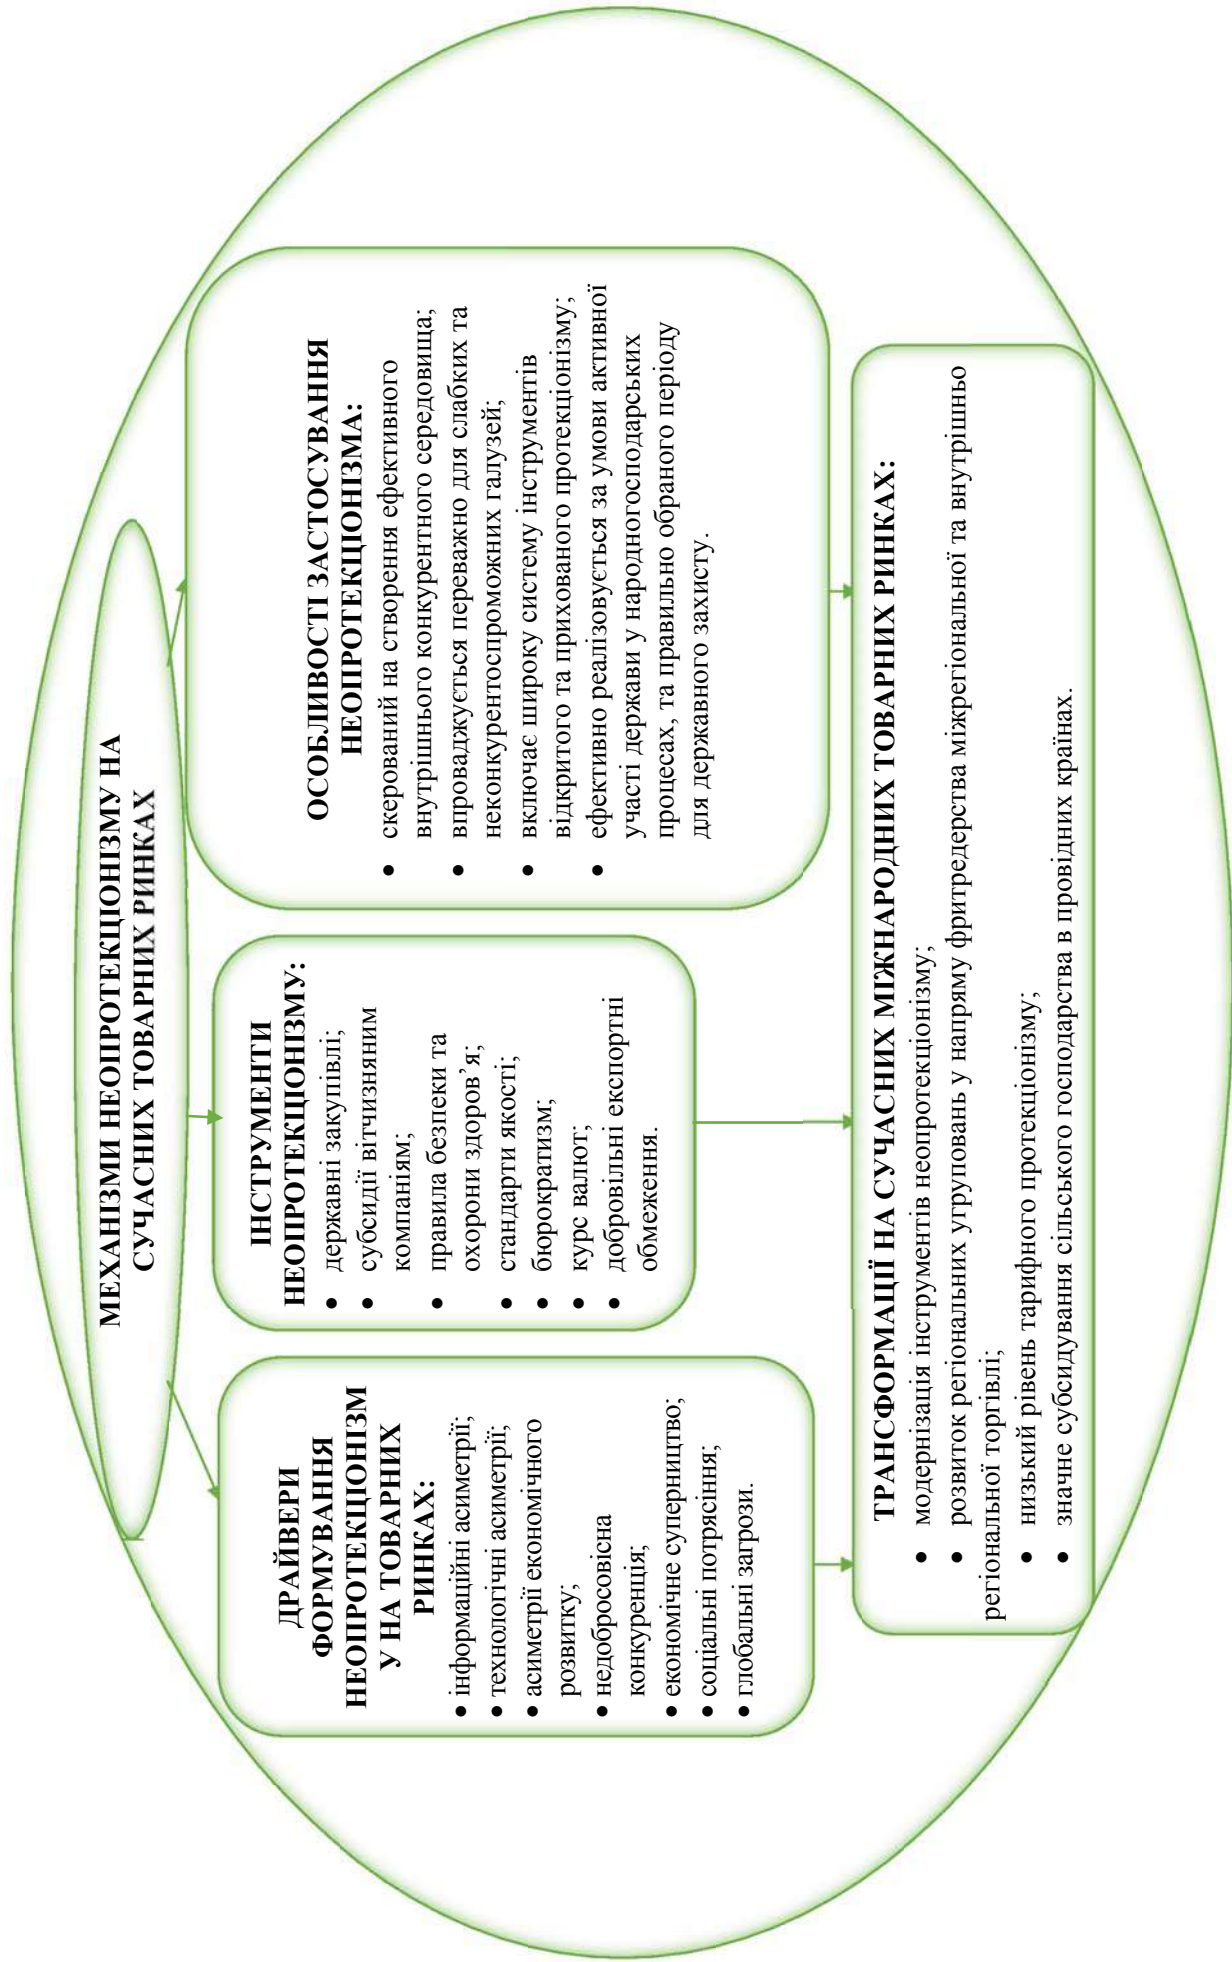 МЕХАНІЗМИ НЕОПРОТЕКЦІОНІЗМУ НА
СУЧАСНИХ ТОВАРНИХ РИНКАХ
ДРАЙВЕРИ
ФОРМУВАННЯ
НЕОПРОТЕКЦІОНІЗМ
У НА ТОВАРНИХ
РИНКАХ:
• інформаційні асиметрії;
• технологічні асиметрії;
• асиметрії економічного
розвитку;
• недобросовісна
конкуренція;
• економічне суперництво;
• соціальні потрясіння;
• глобальні загрози.
ІНСТРУМЕНТИ
НЕОПРОТЕКЦІОНІЗМУ:
• державні закупівлі;
• субсидії вітчизняним
компаніям;
• правила безпеки та
охорони здоров'я;
• стандарти якості;
• бюрократизм;
• курс валют;
• добровільні експортні
обмеження.
ОСОБЛИВОСТІ ЗАСТОСУВАННЯ
НЕОПРОТЕКЦІОНІЗМА:
• скерований на створення ефективного
внутрішнього конкурентного середовища;
• впроваджується переважно для слабких та
неконкурентоспроможних галузей;
• включає широку систему інструментів
відкритого та прихованого протекціонізму;
• ефективно реалізовується за умови активної
участі держави у народногосподарських
процесах, та правильно обраного періоду
для державного захисту.
ТРАНСФОРМАЦІЇ НА СУЧАСНИХ МІЖНАРОДНИХ ТОВАРНИХ РИНКАХ:
• модернізація інструментів неопротекціонізму;
• розвиток регіональних угруповань у напряму фритредерства міжрегіональної та внутрішньо
регіональної торгівлі;
• низький рівень тарифного протекціонізму;
• значне субсидування сільського господарства в провідних країнах.